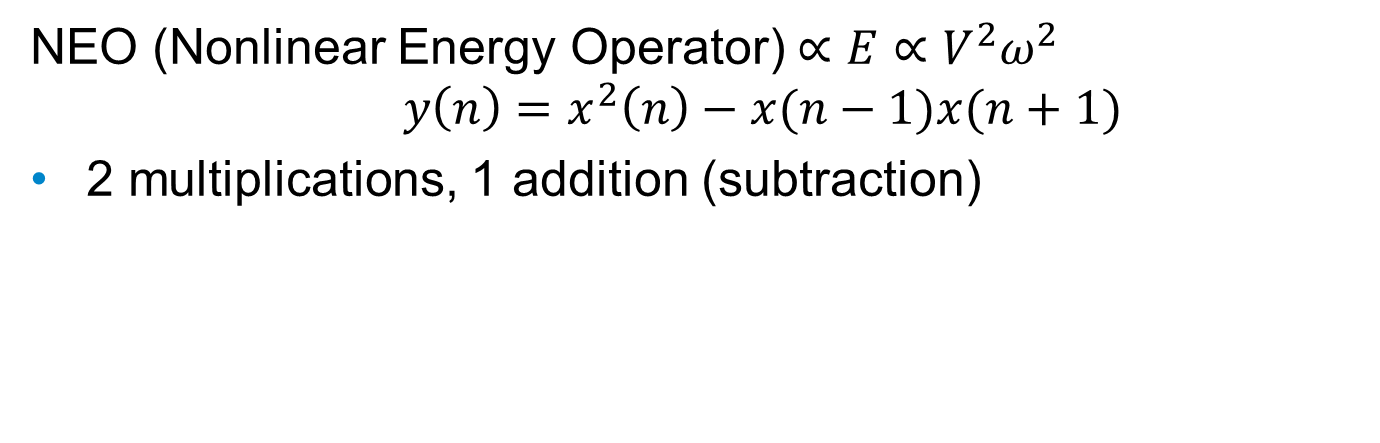 NEO (Nonlinear Energy Operator) ∝ 𝐸 ∝ 𝑉²𝜔²
𝑦(𝑛) = 𝑥²(𝑛) − 𝑥(𝑛 − 1)𝑥(𝑛 + 1)
• 2 multiplications, 1 addition (subtraction)